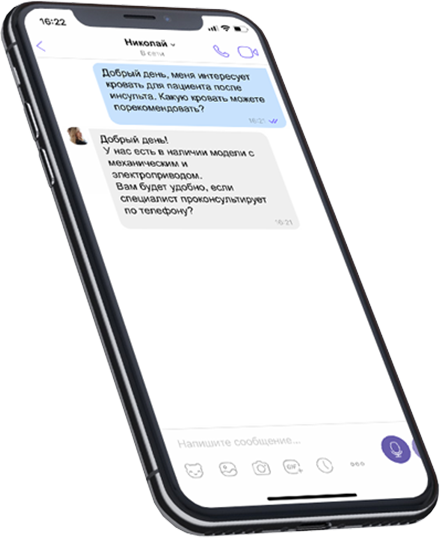 16:22
Николай
В сети
Добрый день, меня интересует
кровать для пациента после
инсульта. Какую кровать можете
порекомендовать?
16:21
Добрый день!
У нас есть в наличии модели с
механическим и
электроприводом.
Вам будет удобно, если
специалист проконсультирует
по телефону?
16:21
Напишите сообщение...
GIF+